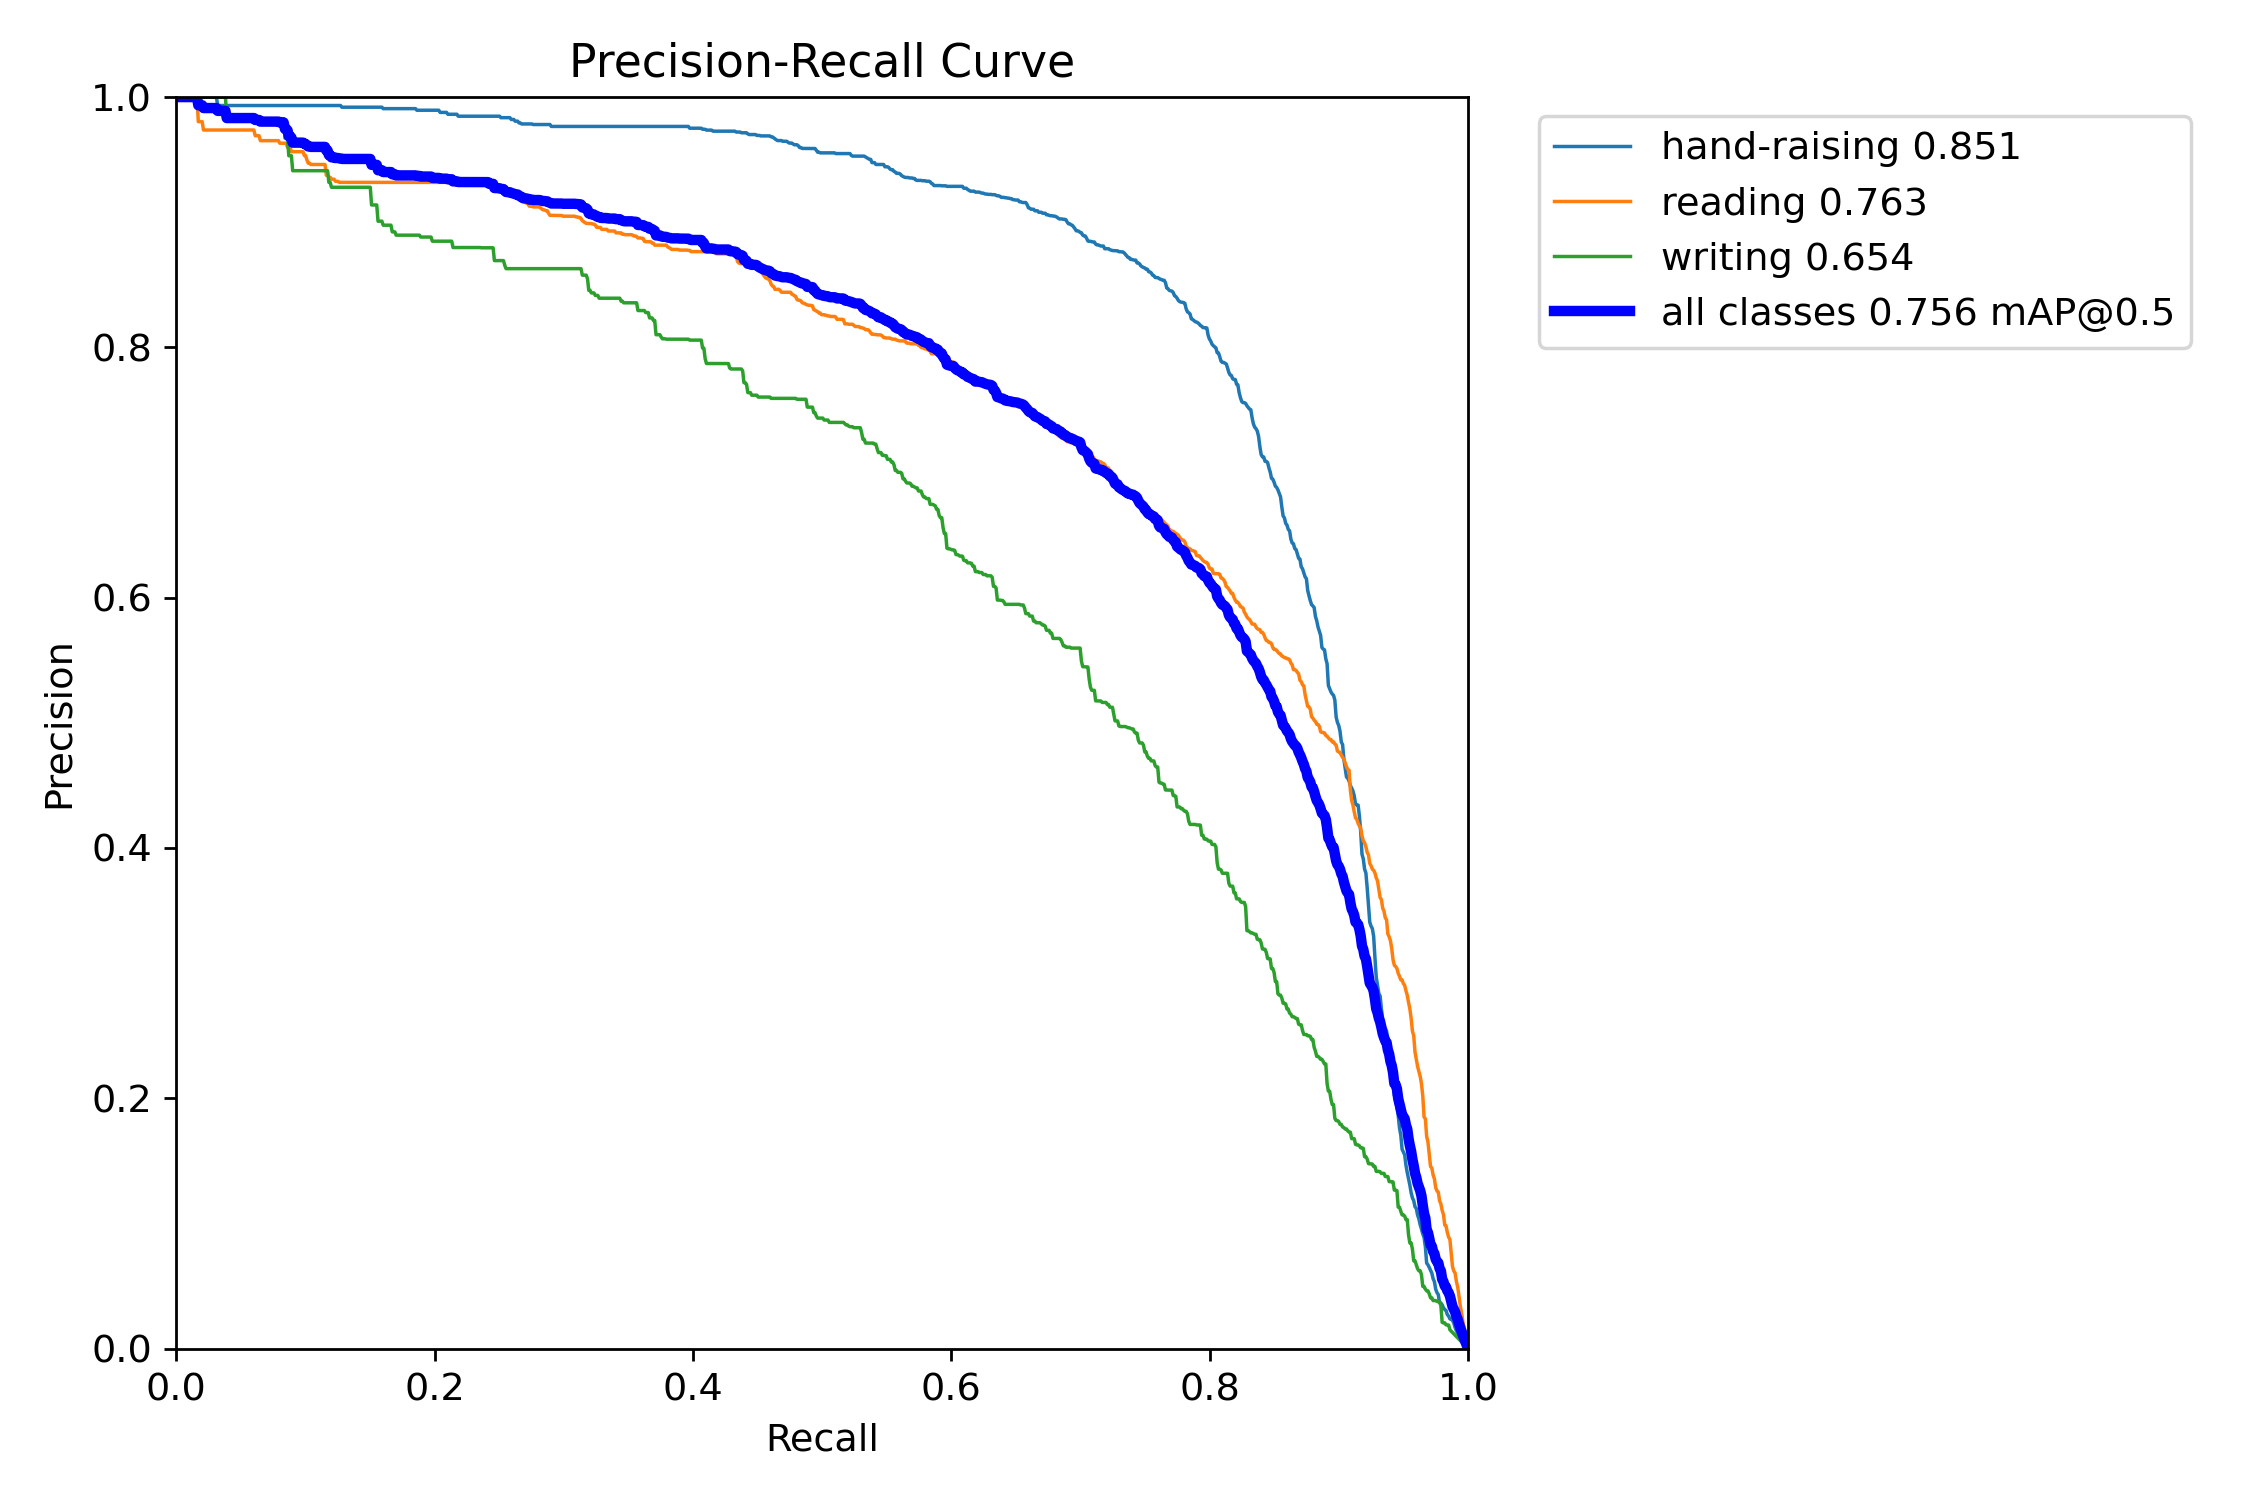 Precision-Recall Curve
1.0
0.8
0.6
0.4
0.2
0.0
Precision
0.0 0.2 0.4 0.6 0.8 1.0
Recall
hand-raising 0.851
reading 0.763
writing 0.654
all classes 0.756 mAP@0.5